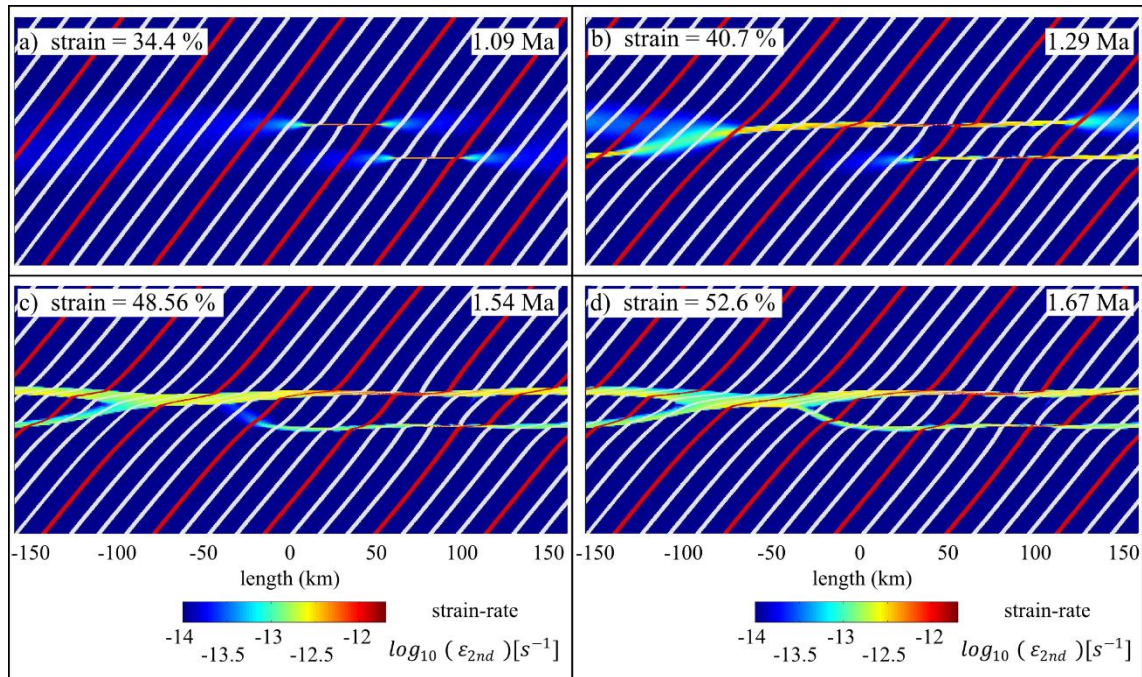 a) strain = 34.4 %
1.09 Ma
b) strain = 40.7 %
1.29 Ma
c) strain = 48.56 %
1.54 Ma
d) strain = 52.6 %
1.67 Ma
-150 -100 -50 0 50 100 150
length (km)
-150 -100 -50 0 50 100 150
length (km)
strain-rate
-14 -13 -12
-13.5 -12.5
log₁₀ ( ε₂ₙd )[s⁻¹]
strain-rate
-14 -13 -12
-13.5 -12.5
log₁₀ ( ε₂ₙd )[s⁻¹]